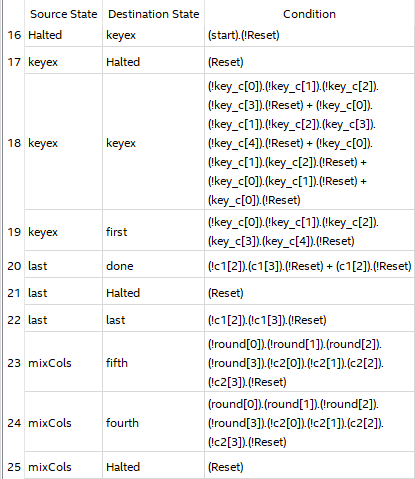 Source State Destination State Condition
16 Halted keyex (start).(!Reset)
17 keyex Halted (Reset)
18 keyex keyex (!key_c[0]).(!key_c[1]).(!key_c[2]).
(!key_c[3]).(!Reset) + (!key_c[0]).
(!key_c[1]).(!key_c[2]).(key_c[3]).
(!key_c[4]).(!Reset) + (!key_c[0]).
(!key_c[1]).(key_c[2]).(!Reset) +
(!key_c[0]).(key_c[1]).(!Reset) +
(key_c[0]).(!Reset)
19 keyex first (!key_c[0]).(!key_c[1]).(!key_c[2]).
(key_c[3]).(key_c[4]).(!Reset)
20 last done (!c1[2]).(c1[3]).(!Reset) + (c1[2]).(!Reset)
21 last Halted (Reset)
22 last last (!c1[2]).(!c1[3]).(!Reset)
23 mixCols fifth (!round[0]).(!round[1]).(round[2]).
(!round[3]).(!c2[0]).(!c2[1]).(c2[2]).
(!c2[3]).(!Reset)
24 mixCols fourth (round[0]).(round[1]).(!round[2]).
(!round[3]).(!c2[0]).(!c2[1]).(c2[2]).
(!c2[3]).(!Reset)
25 mixCols Halted (Reset)